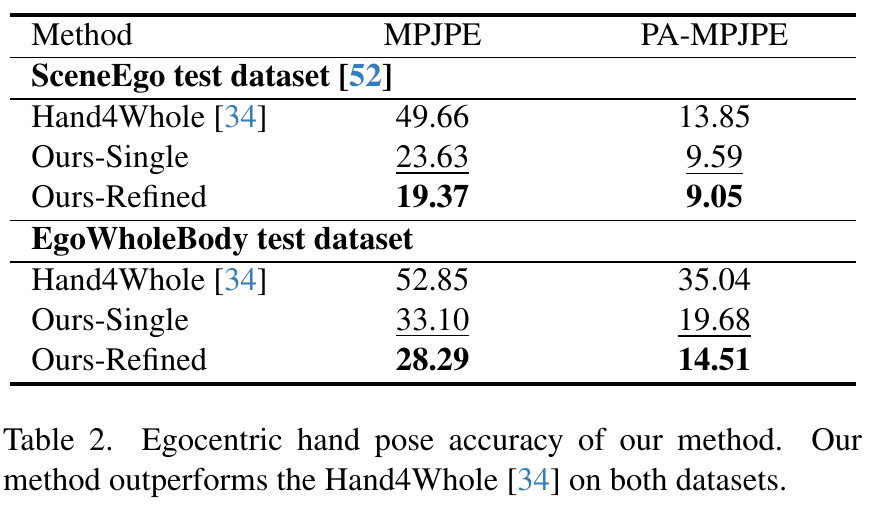 Method MPJPE PA-MPJPE
SceneEgo test dataset [52]
Hand4Whole [34] 49.66 13.85
Ours-Single 23.63 9.59
Ours-Refined 19.37 9.05
EgoWholeBody test dataset
Hand4Whole [34] 52.85 35.04
Ours-Single 33.10 19.68
Ours-Refined 28.29 14.51
Table 2. Egocentric hand pose accuracy of our method. Our
method outperforms the Hand4Whole [34] on both datasets.